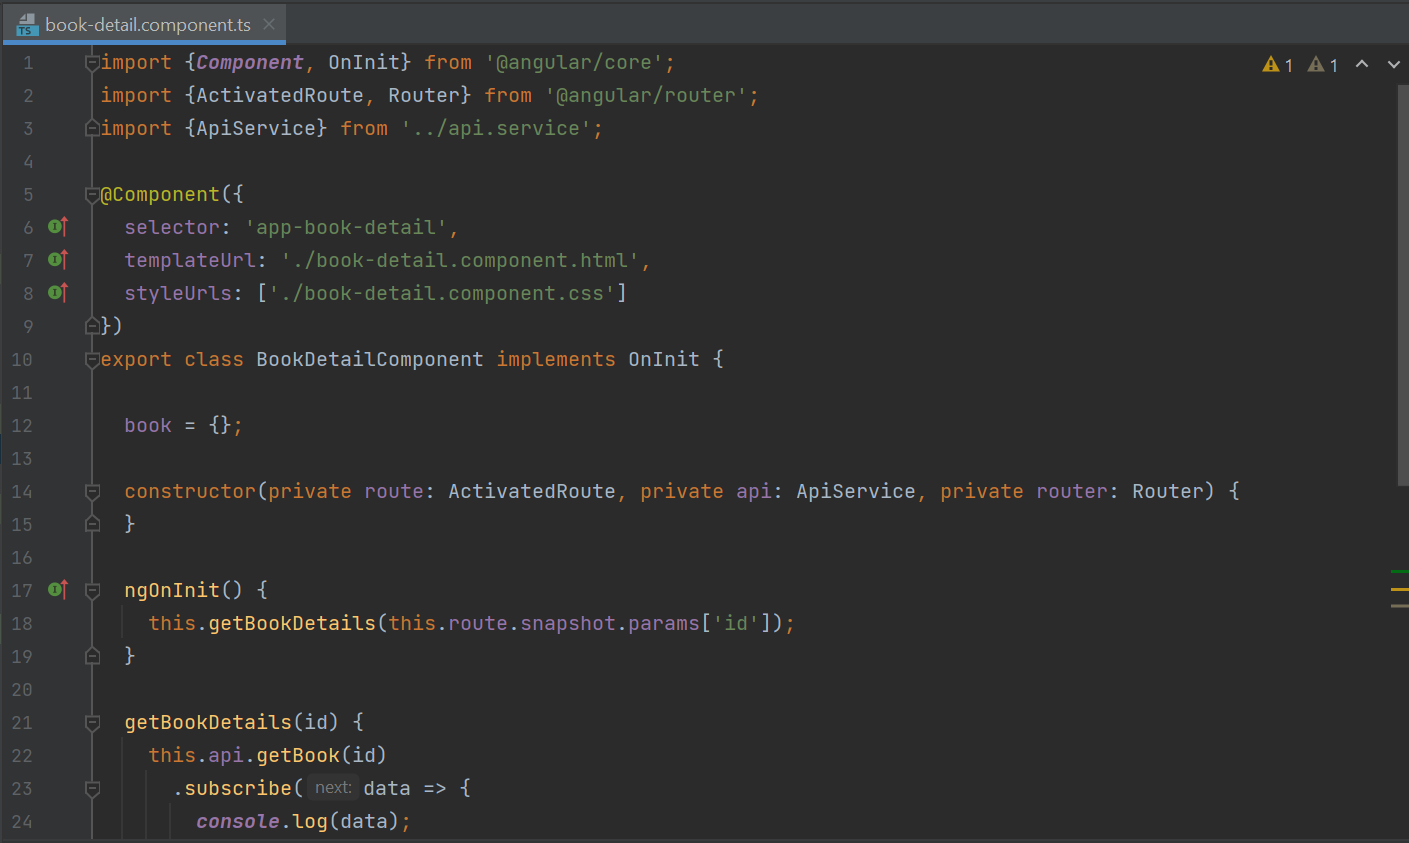 book-detail.component.ts
1 import {Component, OnInit} from '@angular/core';
1 1
2 import {ActivatedRoute, Router} from '@angular/router';
3 import {ApiService} from '../api.service';
4
5 @Component({
6 selector: 'app-book-detail',
7 templateUrl: './book-detail.component.html',
8 styleUrls: ['./book-detail.component.css']
9 })
10 export class BookDetailComponent implements OnInit {
11
12 book = {};
13
14 constructor(private route: ActivatedRoute, private api: ApiService, private router: Router) {
15 }
16
17 ngOnInit() {
18 this.getBookDetails(this.route.snapshot.params['id']);
19 }
20
21 getBookDetails(id) {
22 this.api.getBook(id)
23 .subscribe( next: data => {
24 console.log(data);